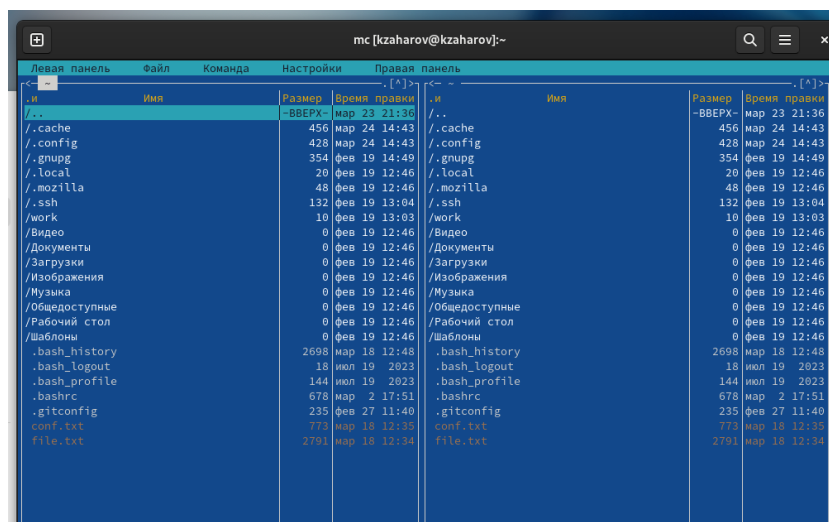 mc [kzaharov@kzaharov]:~
Левая панель Файл Команда Настройки Правая панель
<— ~ .[^]> <— ~ .[^]>
.и Имя Размер Время правки .и Имя Размер Время правки
/.. -ВВЕРХ- мар 23 21:36 /.. -ВВЕРХ- мар 23 21:36
/.cache 456 мар 24 14:43 /.cache 456 мар 24 14:43
/.config 428 мар 24 14:43 /.config 428 мар 24 14:43
/.gnupg 354 фев 19 14:49 /.gnupg 354 фев 19 14:49
/.local 20 фев 19 12:46 /.local 20 фев 19 12:46
/.mozilla 48 фев 19 12:46 /.mozilla 48 фев 19 12:46
/.ssh 132 фев 19 13:04 /.ssh 132 фев 19 13:04
/work 10 фев 19 13:03 /work 10 фев 19 13:03
/Видео 0 фев 19 12:46 /Видео 0 фев 19 12:46
/Документы 0 фев 19 12:46 /Документы 0 фев 19 12:46
/Загрузки 0 фев 19 12:46 /Загрузки 0 фев 19 12:46
/Изображения 0 фев 19 12:46 /Изображения 0 фев 19 12:46
/Музыка 0 фев 19 12:46 /Музыка 0 фев 19 12:46
/Общедоступные 0 фев 19 12:46 /Общедоступные 0 фев 19 12:46
/Рабочий стол 0 фев 19 12:46 /Рабочий стол 0 фев 19 12:46
/Шаблоны 0 фев 19 12:46 /Шаблоны 0 фев 19 12:46
.bash_history 2698 мар 18 12:48 .bash_history 2698 мар 18 12:48
.bash_logout 18 июл 19 2023 .bash_logout 18 июл 19 2023
.bash_profile 144 июл 19 2023 .bash_profile 144 июл 19 2023
.bashrc 678 мар 2 17:51 .bashrc 678 мар 2 17:51
.gitconfig 235 фев 27 11:40 .gitconfig 235 фев 27 11:40
conf.txt 773 мар 18 12:35 conf.txt 773 мар 18 12:35
file.txt 2791 мар 18 12:34 file.txt 2791 мар 18 12:34